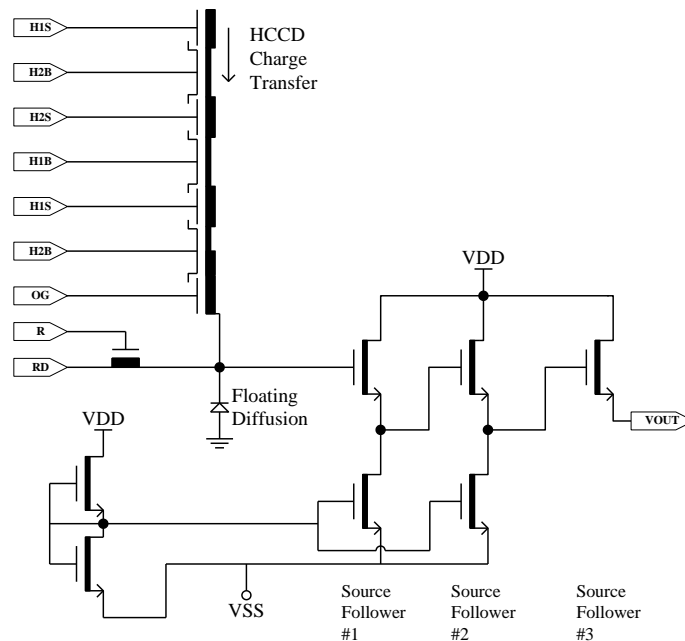 H1S
HCCD
Charge
Transfer
H2B
H2S
H1B
H1S
H2B
OG
R
RD
VDD
Floating
Diffusion
VDD
VOUT
VSS
Source
Follower
#1
Source
Follower
#2
Source
Follower
#3